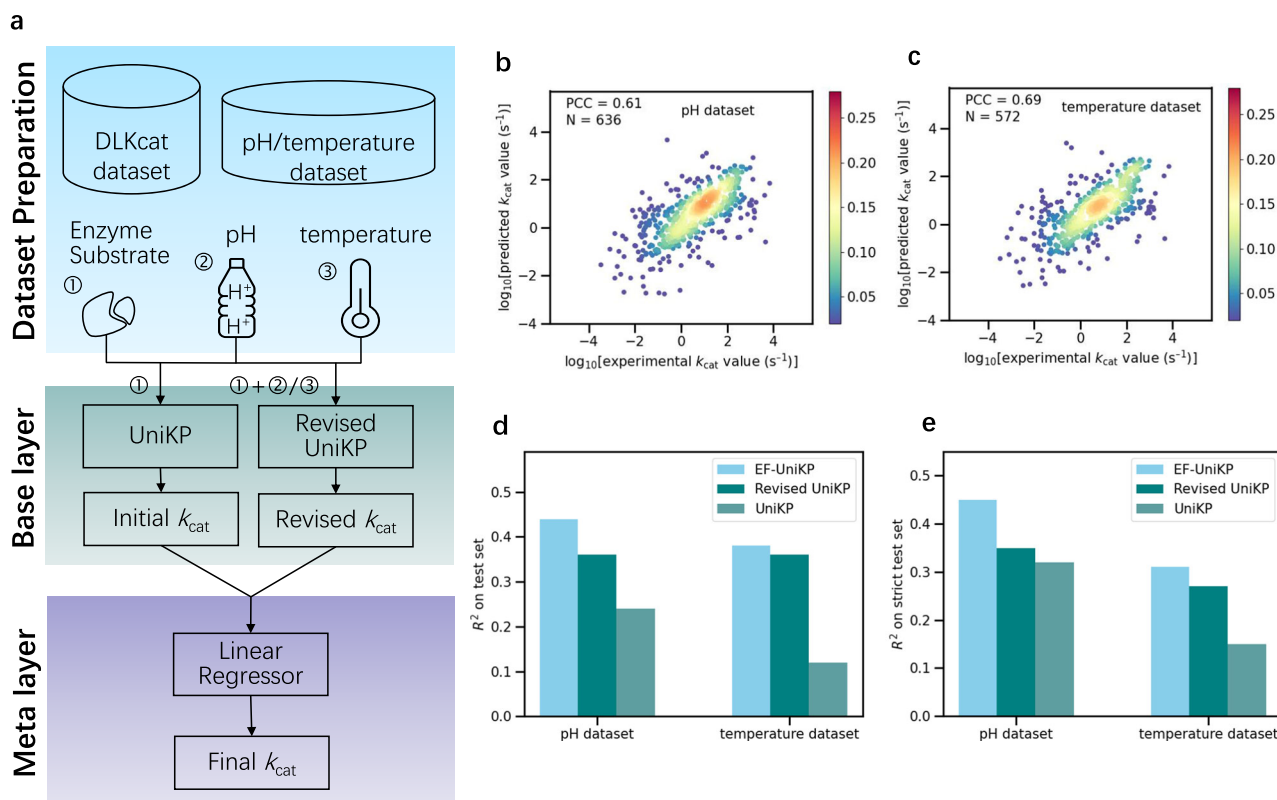 a
Dataset Preparation
DLKcat
dataset
pH/temperature
dataset
Enzyme
Substrate
①
pH
②
H⁺
H⁺
temperature
③
①
①+②/③
Base layer
UniKP
Revised
UniKP
Initial kcat
Revised kcat
Meta layer
Linear
Regressor
Final kcat
b
PCC = 0.61
N = 636
pH dataset
log₁₀[predicted kcat value (s⁻¹)]
4
2
0
−2
−4
−4
−2
0
2
4
log₁₀[experimental kcat value (s⁻¹)]
0.25
0.20
0.15
0.10
0.05
c
PCC = 0.69
N = 572
temperature dataset
log₁₀[predicted kcat value (s⁻¹)]
4
2
0
−2
−4
−4
−2
0
2
4
log₁₀[experimental kcat value (s⁻¹)]
0.25
0.20
0.15
0.10
0.05
d
EF-UniKP
Revised UniKP
UniKP
R² on test set
0.5
0.4
0.3
0.2
0.1
0.0
pH dataset
temperature dataset
e
EF-UniKP
Revised UniKP
UniKP
R² on strict test set
0.5
0.4
0.3
0.2
0.1
0.0
pH dataset
temperature dataset